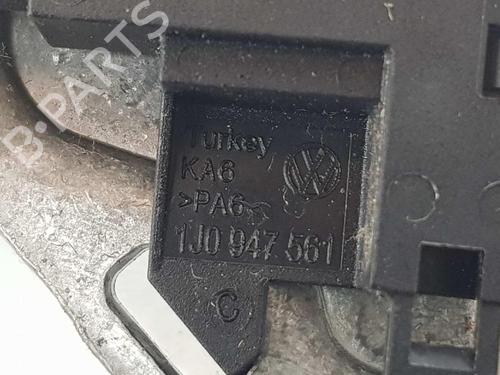 B-PARTS
Turkey
KA6
>PA6<
1J0 947 561
C